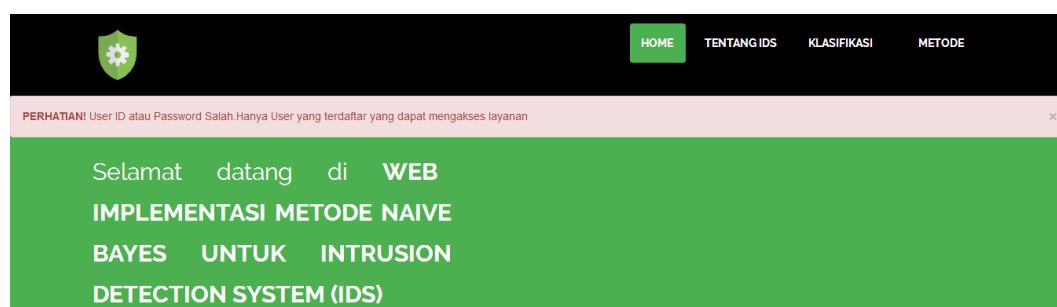 HOME TENTANG IDS KLASIFIKASI METODE
PERHATIAN! User ID atau Password Salah.Hanya User yang terdaftar yang dapat mengakses layanan ×
Selamat datang di WEB
IMPLEMENTASI METODE NAIVE
BAYES UNTUK INTRUSION
DETECTION SYSTEM (IDS)